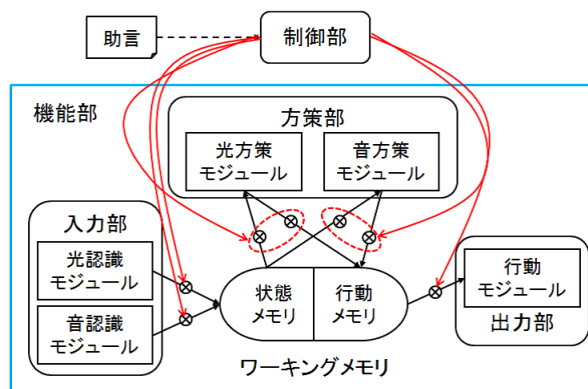 助言
制御部
機能部
方策部
光方策
モジュール
音方策
モジュール
入力部
光認識
モジュール
音認識
モジュール
状態
メモリ
行動
メモリ
行動
モジュール
出力部
ワーキングメモリ